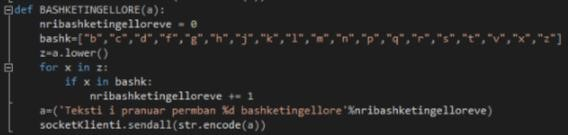 def BASHKETINGELLORE(a):
nribashketingelloreve = 0
bashk=["b","c","d","f","g","h","j","k","l","m","n","p","q","r","s","t","v","x","z"]
z=a.lower()
for x in z:
if x in bashk:
nribashketingelloreve += 1
a=('Teksti i pranuar permban %d bashketingellore'%nribashketingelloreve)
socketKlienti.sendall(str.encode(a))